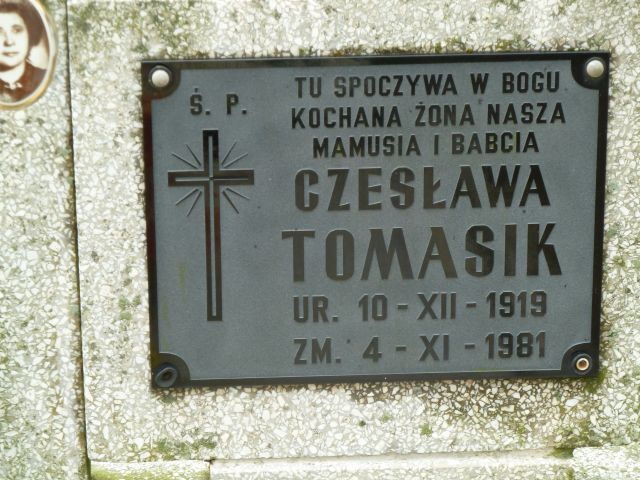 Ś. P.
TU SPOCZYWA W BOGU
KOCHANA ŻONA NASZA
MAMUSIA I BABCIA
CZESŁAWA
TOMASIK
UR. 10 - XII - 1919
ZM. 4 - XI - 1981